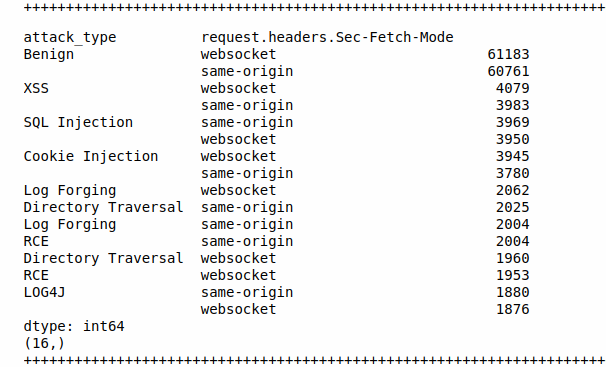 +++++++++++++++++++++++++++++++++++++++++++++++++++++++++++++++++++++
attack_type request.headers.Sec-Fetch-Mode
Benign websocket 61183
same-origin 60761
XSS websocket 4079
same-origin 3983
SQL Injection same-origin 3969
websocket 3950
Cookie Injection websocket 3945
same-origin 3780
Log Forging websocket 2062
Directory Traversal same-origin 2025
Log Forging same-origin 2004
RCE same-origin 2004
Directory Traversal websocket 1960
RCE websocket 1953
LOG4J same-origin 1880
websocket 1876
dtype: int64
(16,)
+++++++++++++++++++++++++++++++++++++++++++++++++++++++++++++++++++++